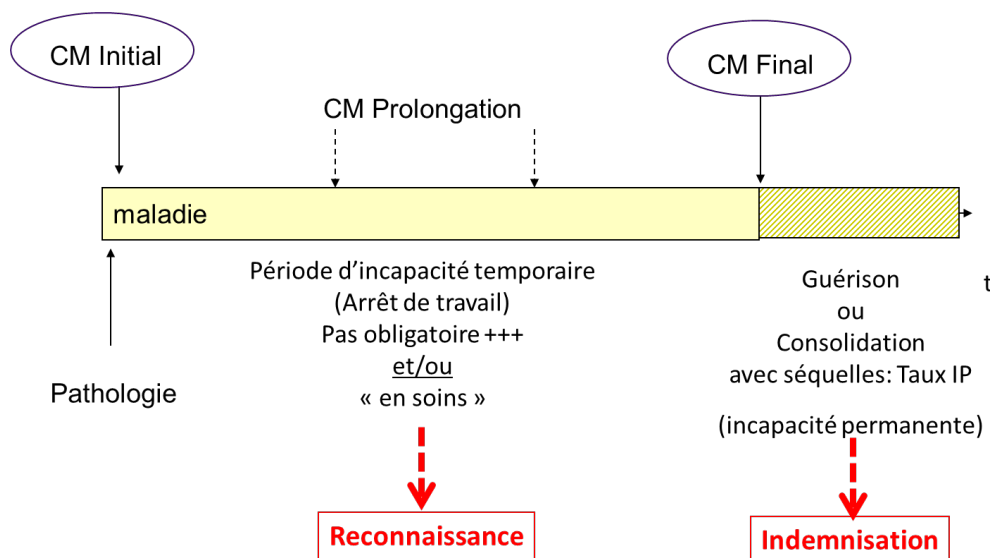 CM Initial
CM Final
CM Prolongation
maladie
Période d’incapacité temporaire
(Arrêt de travail)
Pas obligatoire +++
et/ou
« en soins »
Guérison
ou
Consolidation
avec séquelles: Taux IP
(incapacité permanente)
t
Pathologie
Reconnaissance
Indemnisation